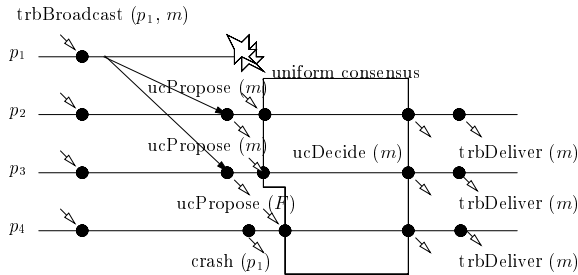 trbBroadcast (p1, m)
p1
uniform consensus
ucPropose (m)
p2
ucPropose (m)
ucDecide (m)
trbDeliver (m)
p3
ucPropose (F)
trbDeliver (m)
p4
crash (p1)
trbDeliver (m)